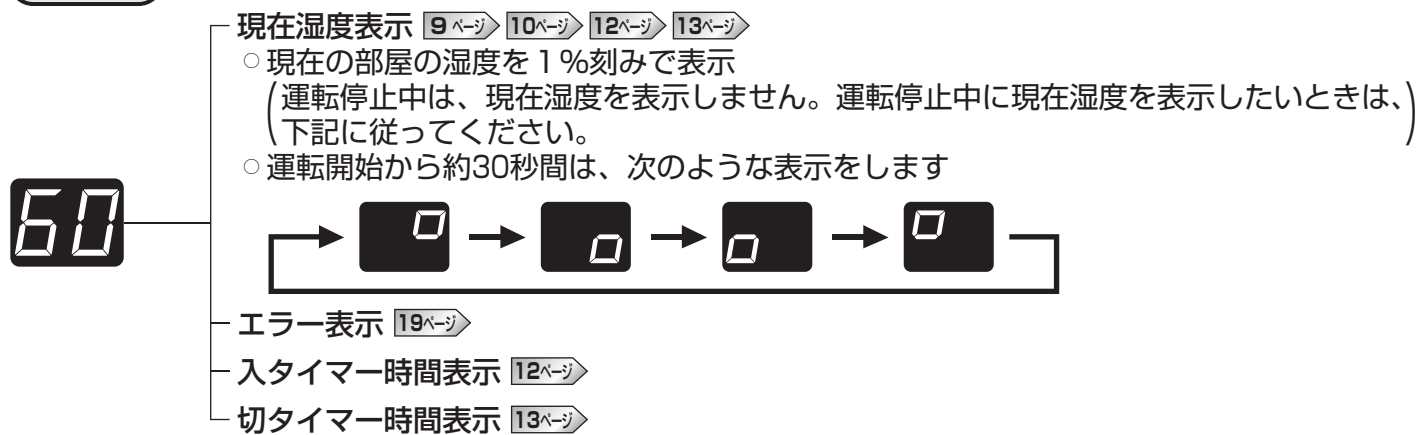 現在湿度表示 9ページ 10ページ 12ページ 13ページ
○現在の部屋の湿度を1%刻みで表示
(運転停止中は、現在湿度を表示しません。運転停止中に現在湿度を表示したいときは、
下記に従ってください。)
○運転開始から約30秒間は、次のような表示をします
60
エラー表示 19ページ
入タイマー時間表示 12ページ
切タイマー時間表示 13ページ